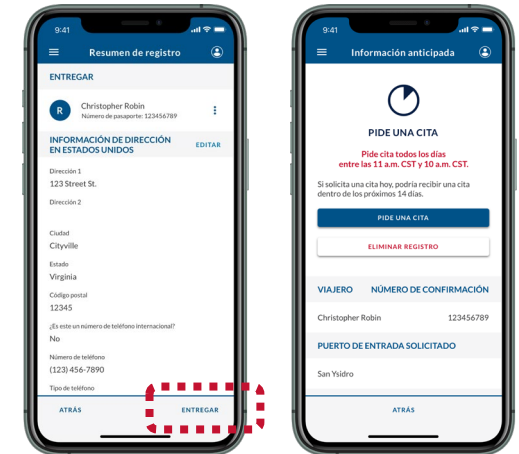 9:41
Resumen de registro
ENTREGAR
R
Christopher Robin
Número de pasaporte: 123456789
INFORMACIÓN DE DIRECCIÓN
EN ESTADOS UNIDOS
EDITAR
Dirección 1
123 Street St.
Dirección 2
Ciudad
Cityville
Estado
Virginia
Código postal
12345
¿Es este un número de teléfono internacional?
No
Número de teléfono
(123) 456-7890
Tipo de teléfono
ATRÁS
ENTREGAR
9:41
Información anticipada
PIDE UNA CITA
Pide cita todos los días
entre las 11 a.m. CST y 10 a.m. CST.
Si solicita una cita hoy, podría recibir una cita
dentro de los próximos 14 días.
PIDE UNA CITA
ELIMINAR REGISTRO
VIAJERO NÚMERO DE CONFIRMACIÓN
Christopher Robin 123456789
PUERTO DE ENTRADA SOLICITADO
San Ysidro
ATRÁS